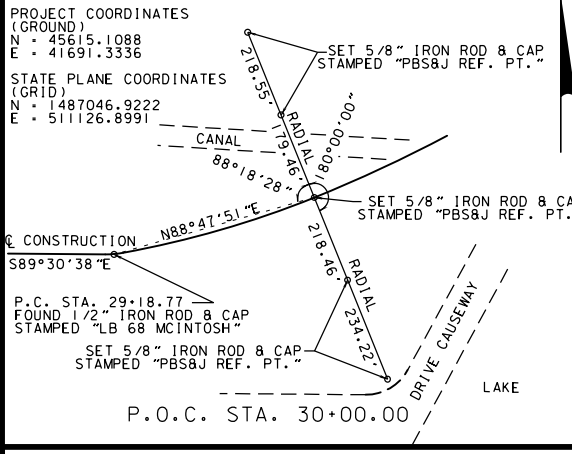 PROJECT COORDINATES
(GROUND)
N = 45615.1088
E = 41691.3336
STATE PLANE COORDINATES
(GRID)
N = 1487046.9222
E = 511126.8991
SET 5/8" IRON ROD & CAP
STAMPED "PBS&J REF. PT."
218.55'
RADIAL
179.46'
180°00'00"
CANAL
88°18'28"
SET 5/8" IRON ROD & CA
STAMPED "PBS&J REF. PT.
N88°47'51"E
℄ CONSTRUCTION
S89°30'38"E
218.46'
RADIAL
234.22'
P.C. STA. 29+18.77
FOUND 1/2" IRON ROD & CAP
STAMPED "LB 68 MCINTOSH"
SET 5/8" IRON ROD & CAP
STAMPED "PBS&J REF. PT."
DRIVE CAUSEWAY
LAKE
P.O.C. STA. 30+00.00